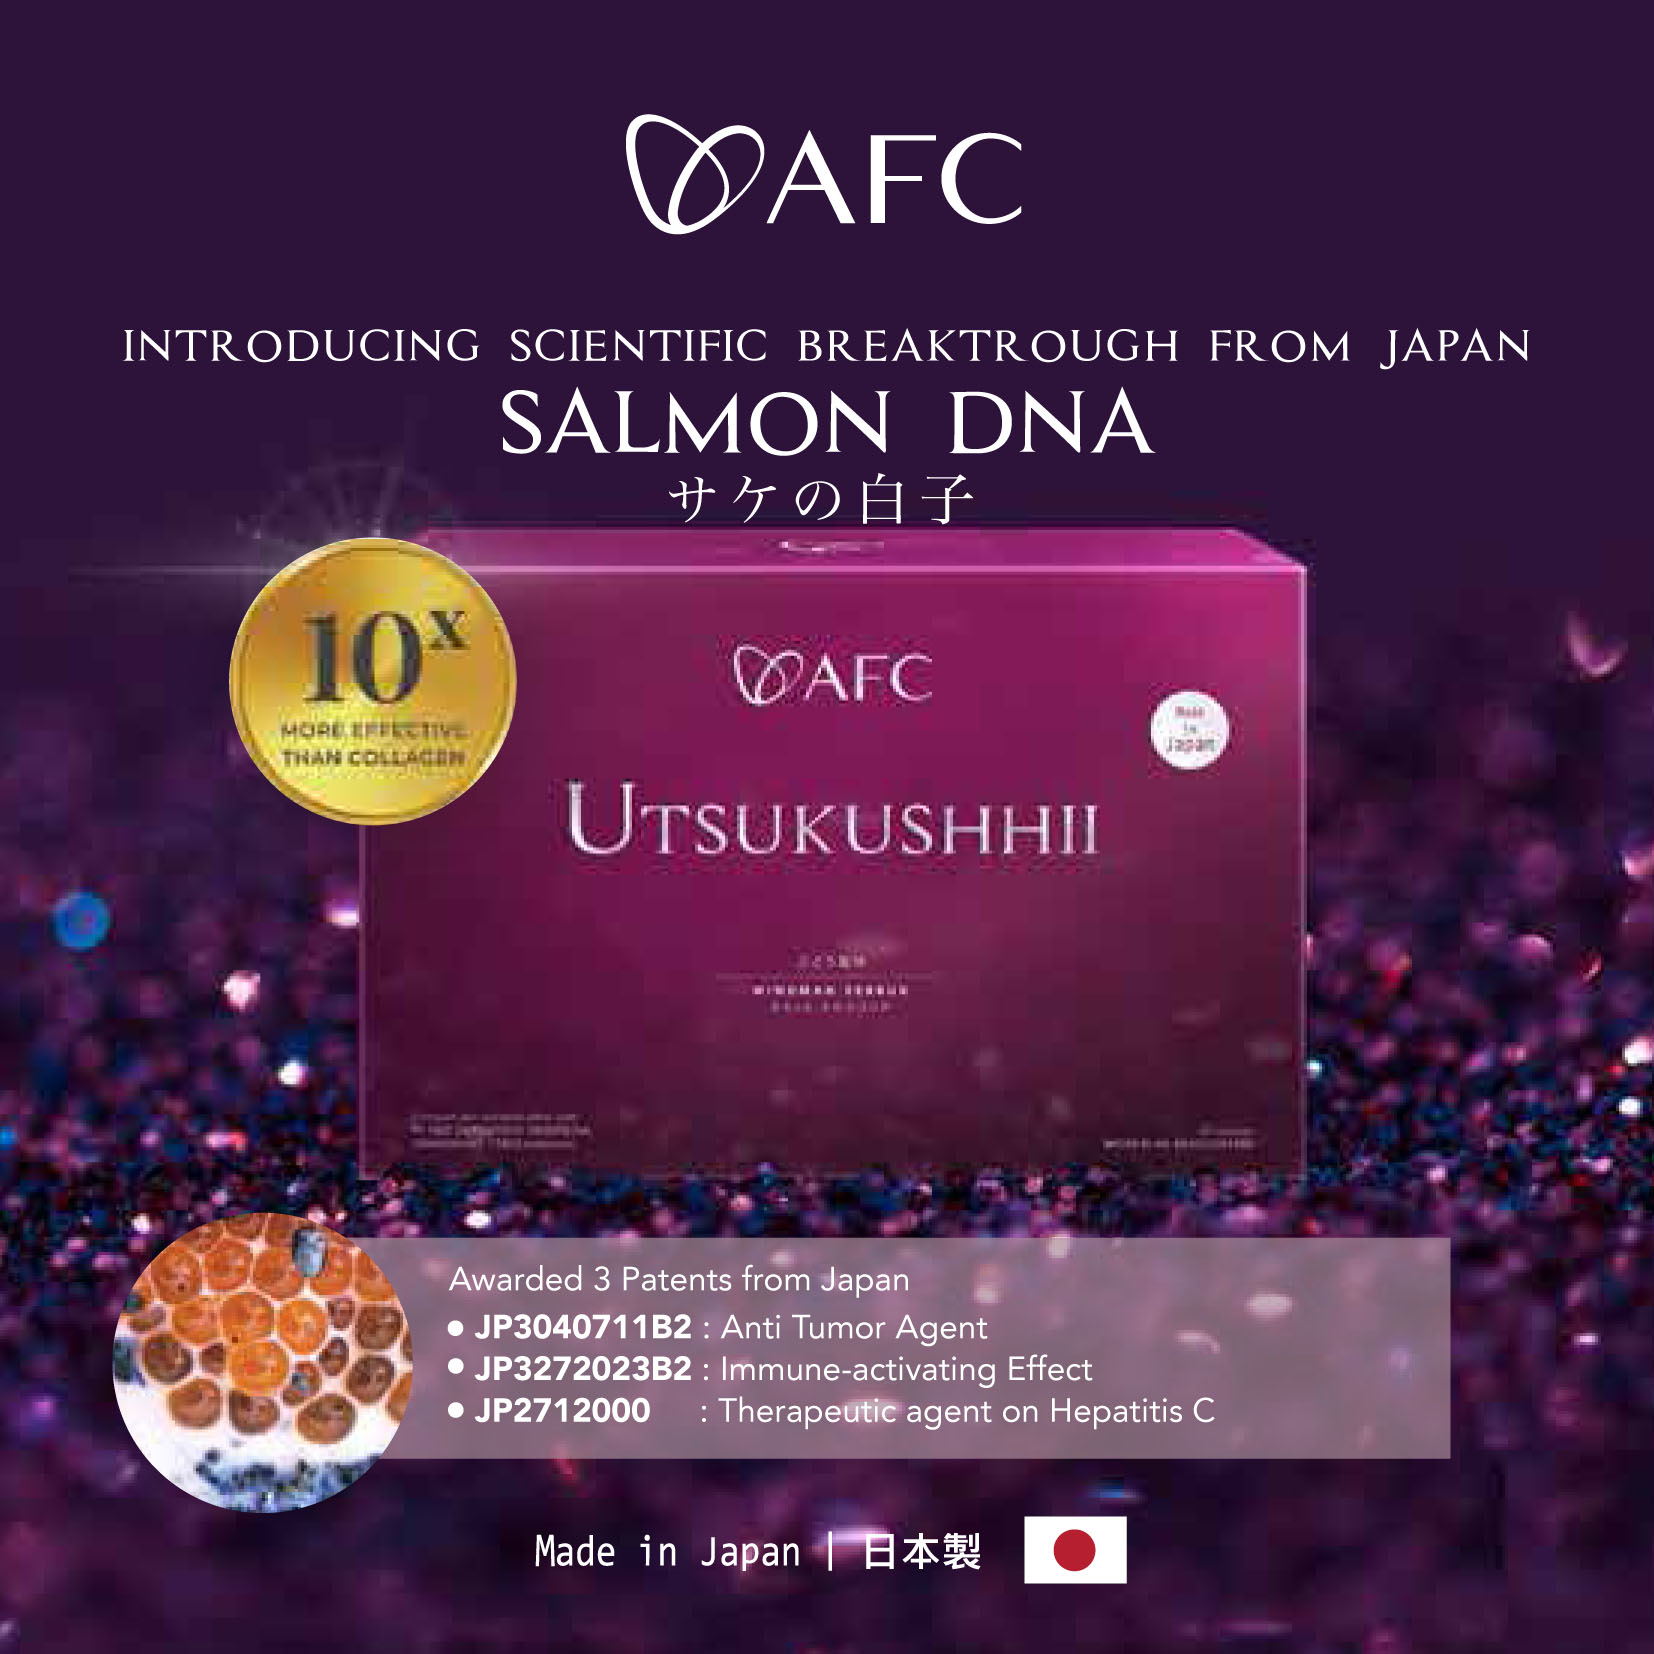 AFC
INTRODUCING SCIENTIFIC BREAKTROUGH FROM JAPAN
SALMON DNA
サケの白子
10x
MORE EFFECTIVE
THAN COLLAGEN
AFC
Made
in
Japan
UTSUKUSHHII
Awarded 3 Patents from Japan
• JP3040711B2 : Anti Tumor Agent
• JP3272023B2 : Immune-activating Effect
• JP2712000 : Therapeutic agent on Hepatitis C
Made in Japan | 日本製